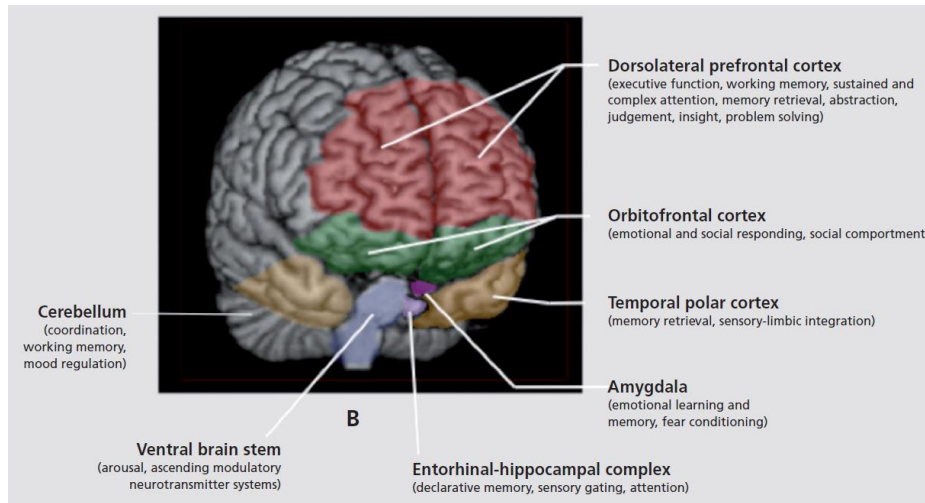 Dorsolateral prefrontal cortex
(executive function, working memory, sustained and
complex attention, memory retrieval, abstraction,
judgement, insight, problem solving)
Orbitofrontal cortex
(emotional and social responding, social comportment
Temporal polar cortex
(memory retrieval, sensory-limbic integration)
Cerebellum
(coordination,
working memory,
mood regulation)
Amygdala
(emotional learning and
memory, fear conditioning)
B
Ventral brain stem
(arousal, ascending modulatory
neurotransmitter systems)
Entorhinal-hippocampal complex
(declarative memory, sensory gating, attention)